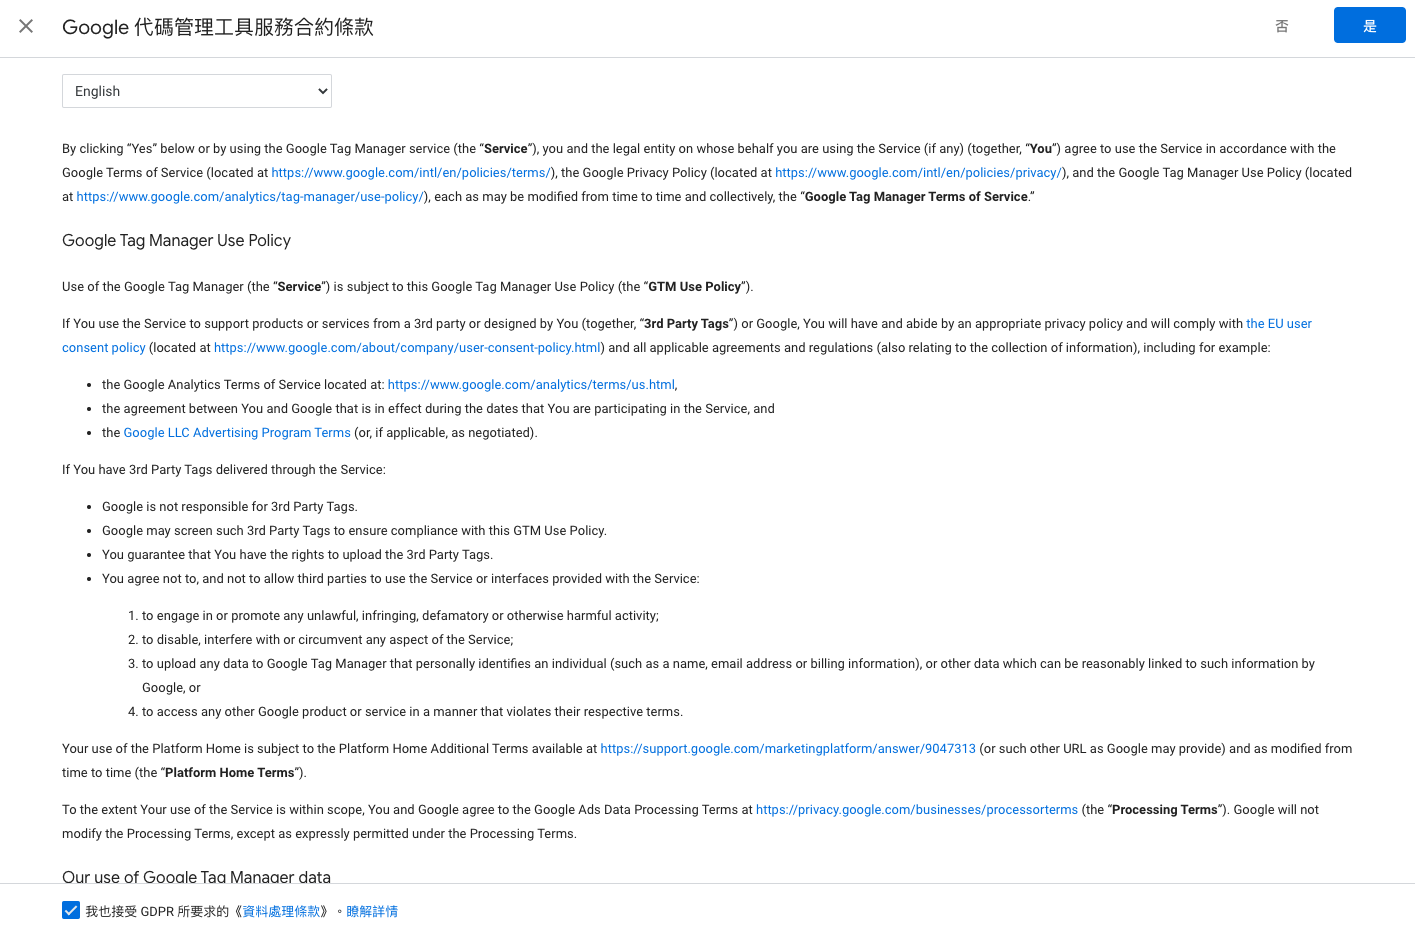 Google 代碼管理工具服務合約條款
否
是
English
By clicking “Yes” below or by using the Google Tag Manager service (the “Service”), you and the legal entity on whose behalf you are using the Service (if any) (together, “You”) agree to use the Service in accordance with the
Google Terms of Service (located at https://www.google.com/intl/en/policies/terms/), the Google Privacy Policy (located at https://www.google.com/intl/en/policies/privacy/), and the Google Tag Manager Use Policy (located
at https://www.google.com/analytics/tag-manager/use-policy/), each as may be modified from time to time and collectively, the “Google Tag Manager Terms of Service.”
Google Tag Manager Use Policy
Use of the Google Tag Manager (the “Service”) is subject to this Google Tag Manager Use Policy (the “GTM Use Policy”).
If You use the Service to support products or services from a 3rd party or designed by You (together, “3rd Party Tags”) or Google, You will have and abide by an appropriate privacy policy and will comply with the EU user
consent policy (located at https://www.google.com/about/company/user-consent-policy.html) and all applicable agreements and regulations (also relating to the collection of information), including for example:
• the Google Analytics Terms of Service located at: https://www.google.com/analytics/terms/us.html,
• the agreement between You and Google that is in effect during the dates that You are participating in the Service, and
• the Google LLC Advertising Program Terms (or, if applicable, as negotiated).
If You have 3rd Party Tags delivered through the Service:
• Google is not responsible for 3rd Party Tags.
• Google may screen such 3rd Party Tags to ensure compliance with this GTM Use Policy.
• You guarantee that You have the rights to upload the 3rd Party Tags.
• You agree not to, and not to allow third parties to use the Service or interfaces provided with the Service:
1. to engage in or promote any unlawful, infringing, defamatory or otherwise harmful activity;
2. to disable, interfere with or circumvent any aspect of the Service;
3. to upload any data to Google Tag Manager that personally identifies an individual (such as a name, email address or billing information), or other data which can be reasonably linked to such information by
Google, or
4. to access any other Google product or service in a manner that violates their respective terms.
Your use of the Platform Home is subject to the Platform Home Additional Terms available at https://support.google.com/marketingplatform/answer/9047313 (or such other URL as Google may provide) and as modified from
time to time (the “Platform Home Terms”).
To the extent Your use of the Service is within scope, You and Google agree to the Google Ads Data Processing Terms at https://privacy.google.com/businesses/processorterms (the “Processing Terms”). Google will not
modify the Processing Terms, except as expressly permitted under the Processing Terms.
Our use of Google Tag Manager data
我也接受 GDPR 所要求的《資料處理條款》。瞭解詳情